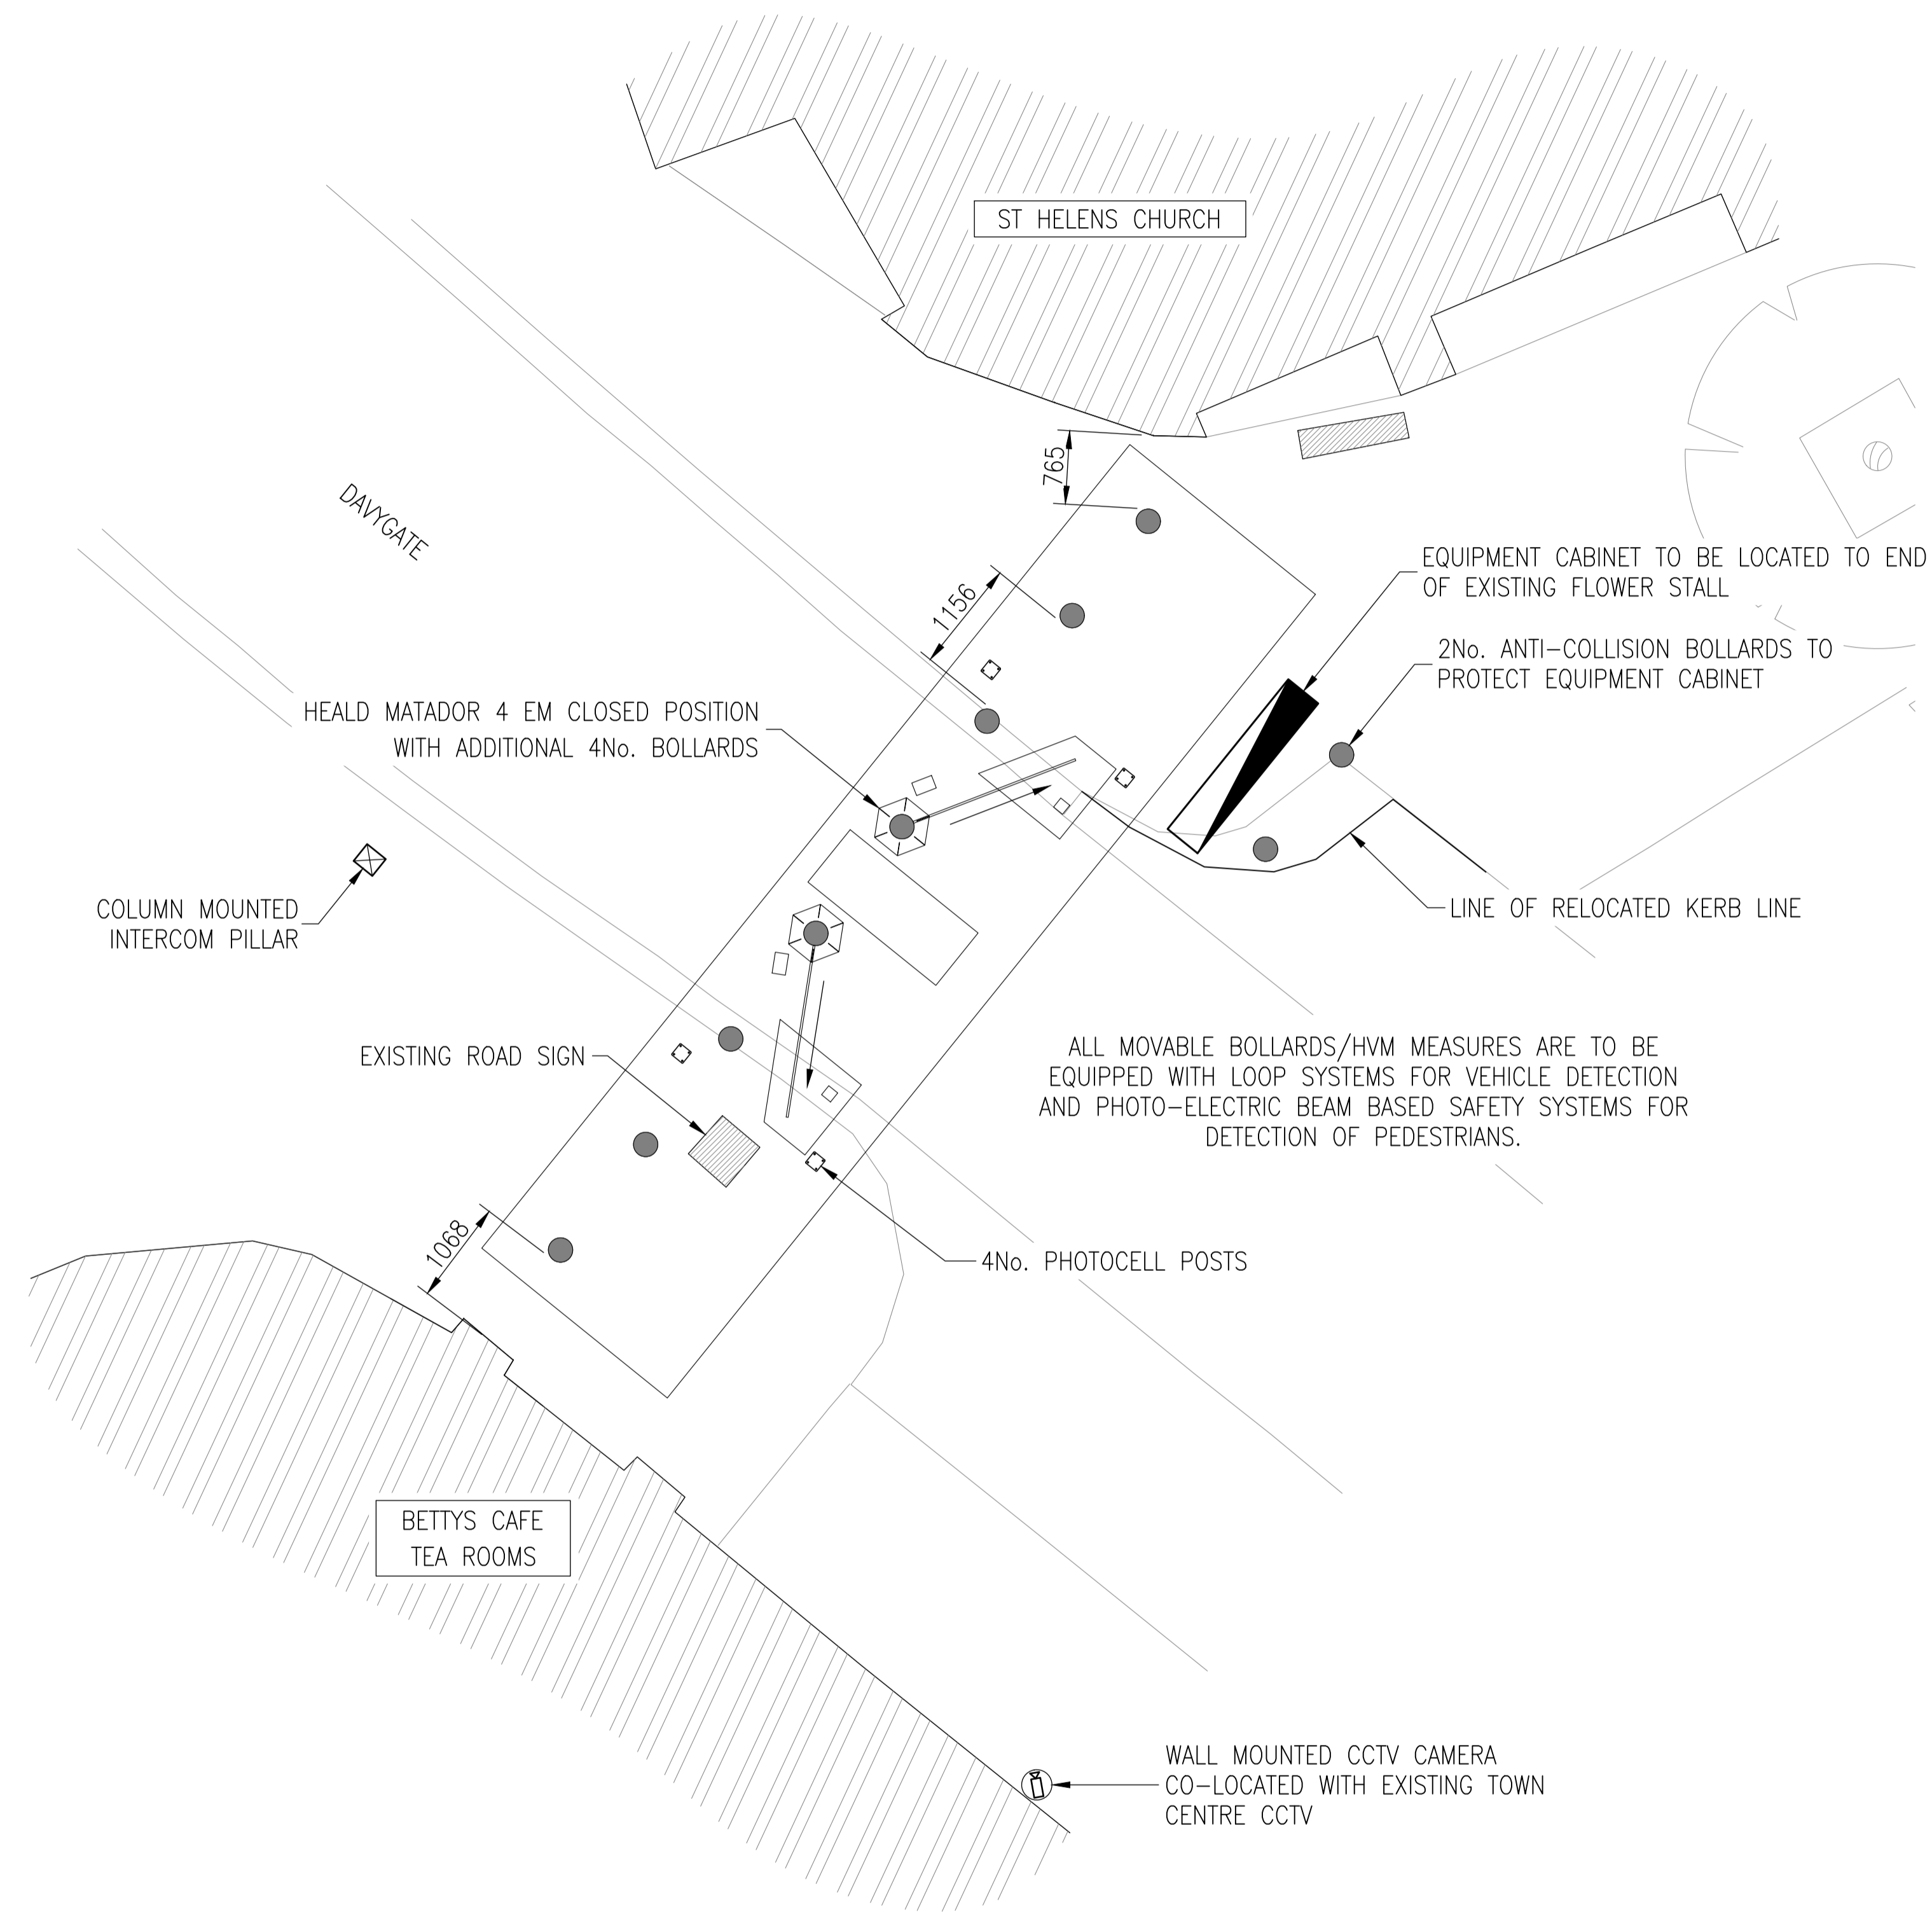 ST HELENS CHURCH
765
DAVYGATE
1156
EQUIPMENT CABINET TO BE LOCATED TO END
OF EXISTING FLOWER STALL
2No. ANTI-COLLISION BOLLARDS TO
PROTECT EQUIPMENT CABINET
HEALD MATADOR 4 EM CLOSED POSITION
WITH ADDITIONAL 4No. BOLLARDS
COLUMN MOUNTED
INTERCOM PILLAR
LINE OF RELOCATED KERB LINE
EXISTING ROAD SIGN
ALL MOVABLE BOLLARDS/HVM MEASURES ARE TO BE
EQUIPPED WITH LOOP SYSTEMS FOR VEHICLE DETECTION
AND PHOTO-ELECTRIC BEAM BASED SAFETY SYSTEMS FOR
DETECTION OF PEDESTRIANS.
1068
4No. PHOTOCELL POSTS
BETTYS CAFE
TEA ROOMS
WALL MOUNTED CCTV CAMERA
CO-LOCATED WITH EXISTING TOWN
CENTRE CCTV